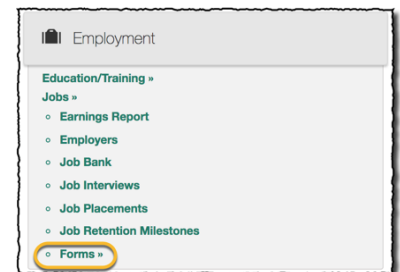 Employment
Education/Training »
Jobs »
Earnings Report
Employers
Job Bank
Job Interviews
Job Placements
Job Retention Milestones
Forms »